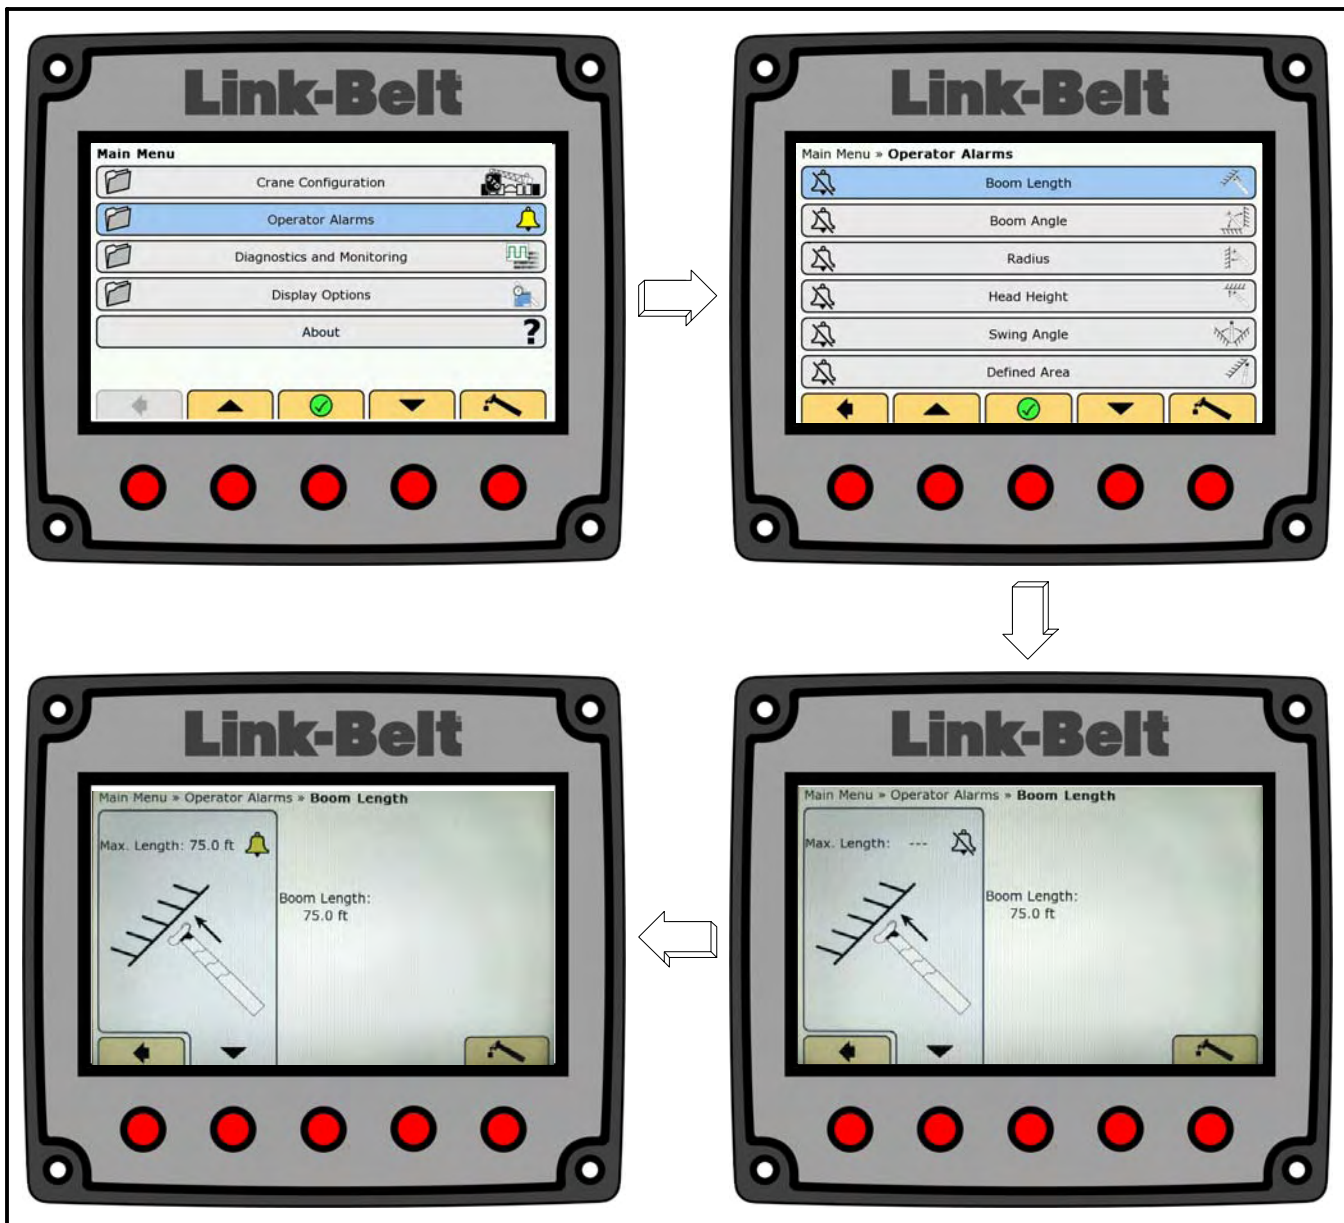 Link-Belt
Main Menu
Crane Configuration
Operator Alarms
Diagnostics and Monitoring
Display Options
About
?
Link-Belt
Main Menu » Operator Alarms
Boom Length
Boom Angle
Radius
Head Height
Swing Angle
Defined Area
Link-Belt
Main Menu » Operator Alarms » Boom Length
Max. Length: ---
Boom Length:
75.0 ft
Link-Belt
Main Menu » Operator Alarms » Boom Length
Max. Length: 75.0 ft
Boom Length:
75.0 ft